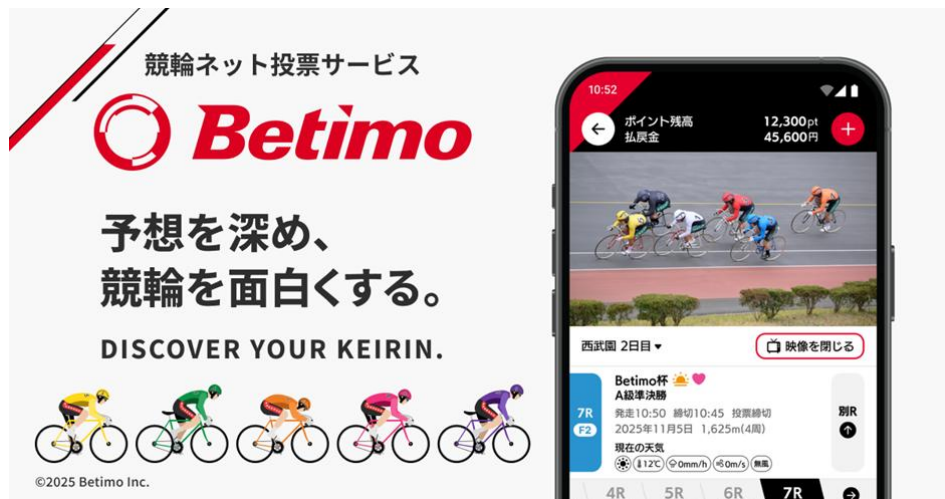 競輪ネット投票サービス
Betimo
予想を深め、
競輪を面白くする。
DISCOVER YOUR KEIRIN.
©2025 Betimo Inc.
10:52
ポイント残高 12,300pt
払戻金 45,600円
西武園 2日目▼
映像を閉じる
7R
F2
Betimo杯
A級準決勝
発走10:50 締切10:45 投票締切
2025年11月5日 1,625m(4周)
現在の天気
12℃ 0mm/h 0m/s 無風
別R
4R 5R 6R 7R